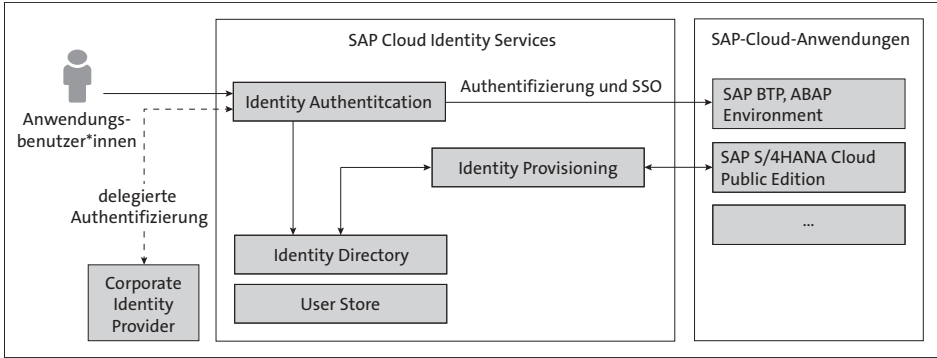 SAP Cloud Identity Services
SAP-Cloud-Anwendungen
Anwendungs-
benutzer*innen
Identity Authentitcation
Authentifizierung und SSO
SAP BTP, ABAP
Environment
Identity Provisioning
SAP S/4HANA Cloud
Public Edition
...
delegierte
Authentifizierung
Identity Directory
User Store
Corporate
Identity
Provider